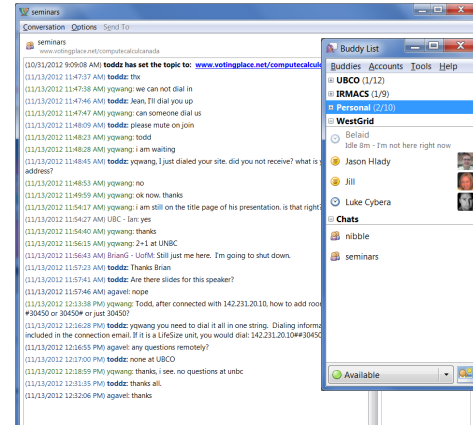 seminars
Conversation Options Send To
seminars
www.votingplace.net/computecalculcanada
(10/31/2012 9:09:08 AM) toddz has set the topic to: www.votingplace.net/computecalcule
(11/13/2012 11:47:37 AM) toddz: thx
(11/13/2012 11:47:38 AM) yqwang: we can not dial in
(11/13/2012 11:47:46 AM) toddz: Jean, I'll dial you up
(11/13/2012 11:47:47 AM) yqwang: can someone dial us
(11/13/2012 11:48:09 AM) toddz: please mute on join
(11/13/2012 11:48:23 AM) yqwang: todd
(11/13/2012 11:48:28 AM) yqwang: i am waiting
(11/13/2012 11:48:45 AM) toddz: yqwang, I just dialed your site. did you not receive? what is
address?
(11/13/2012 11:48:53 AM) yqwang: no
(11/13/2012 11:49:59 AM) yqwang: ok now. thanks
(11/13/2012 11:54:17 AM) yqwang: i am still on the title page of his presentation. is that right?
(11/13/2012 11:54:27 AM) UBC - Ian: yes
(11/13/2012 11:54:40 AM) yqwang: thanks
(11/13/2012 11:56:15 AM) yqwang: 2+1 at UNBC
(11/13/2012 11:56:43 AM) BrianG - UofM: Still just me here. I'm going to shut down.
(11/13/2012 11:57:23 AM) toddz: Thanks Brian
(11/13/2012 11:57:41 AM) toddz: Are there slides for this speaker?
(11/13/2012 11:57:46 AM) agavel: nope
(11/13/2012 12:13:38 PM) yqwang: Todd, after connected with 142.231.20.10, how to add roo
#30450 or 30450# or just 30450?
(11/13/2012 12:16:28 PM) toddz: yqwang you need to dial it all in one string. Dialing informa
included in the connection email. If it is a LifeSize unit, you would dial: 142.231.20.10##30450
(11/13/2012 12:16:55 PM) agavel: any questions remotely?
(11/13/2012 12:17:00 PM) toddz: none at UBCO
(11/13/2012 12:18:59 PM) yqwang: thanks, i see. no questions at unbc
(11/13/2012 12:31:35 PM) toddz: thanks all.
(11/13/2012 12:32:06 PM) agavel: thanks
Buddy List
Buddies Accounts Tools Help
UBCO (1/12)
IRMACS (1/9)
Personal (2/10)
WestGrid
Belaid
Idle 8m - I'm not here right now
Jason Hlady
Jill
Luke Cybera
Chats
nibble
seminars
Available